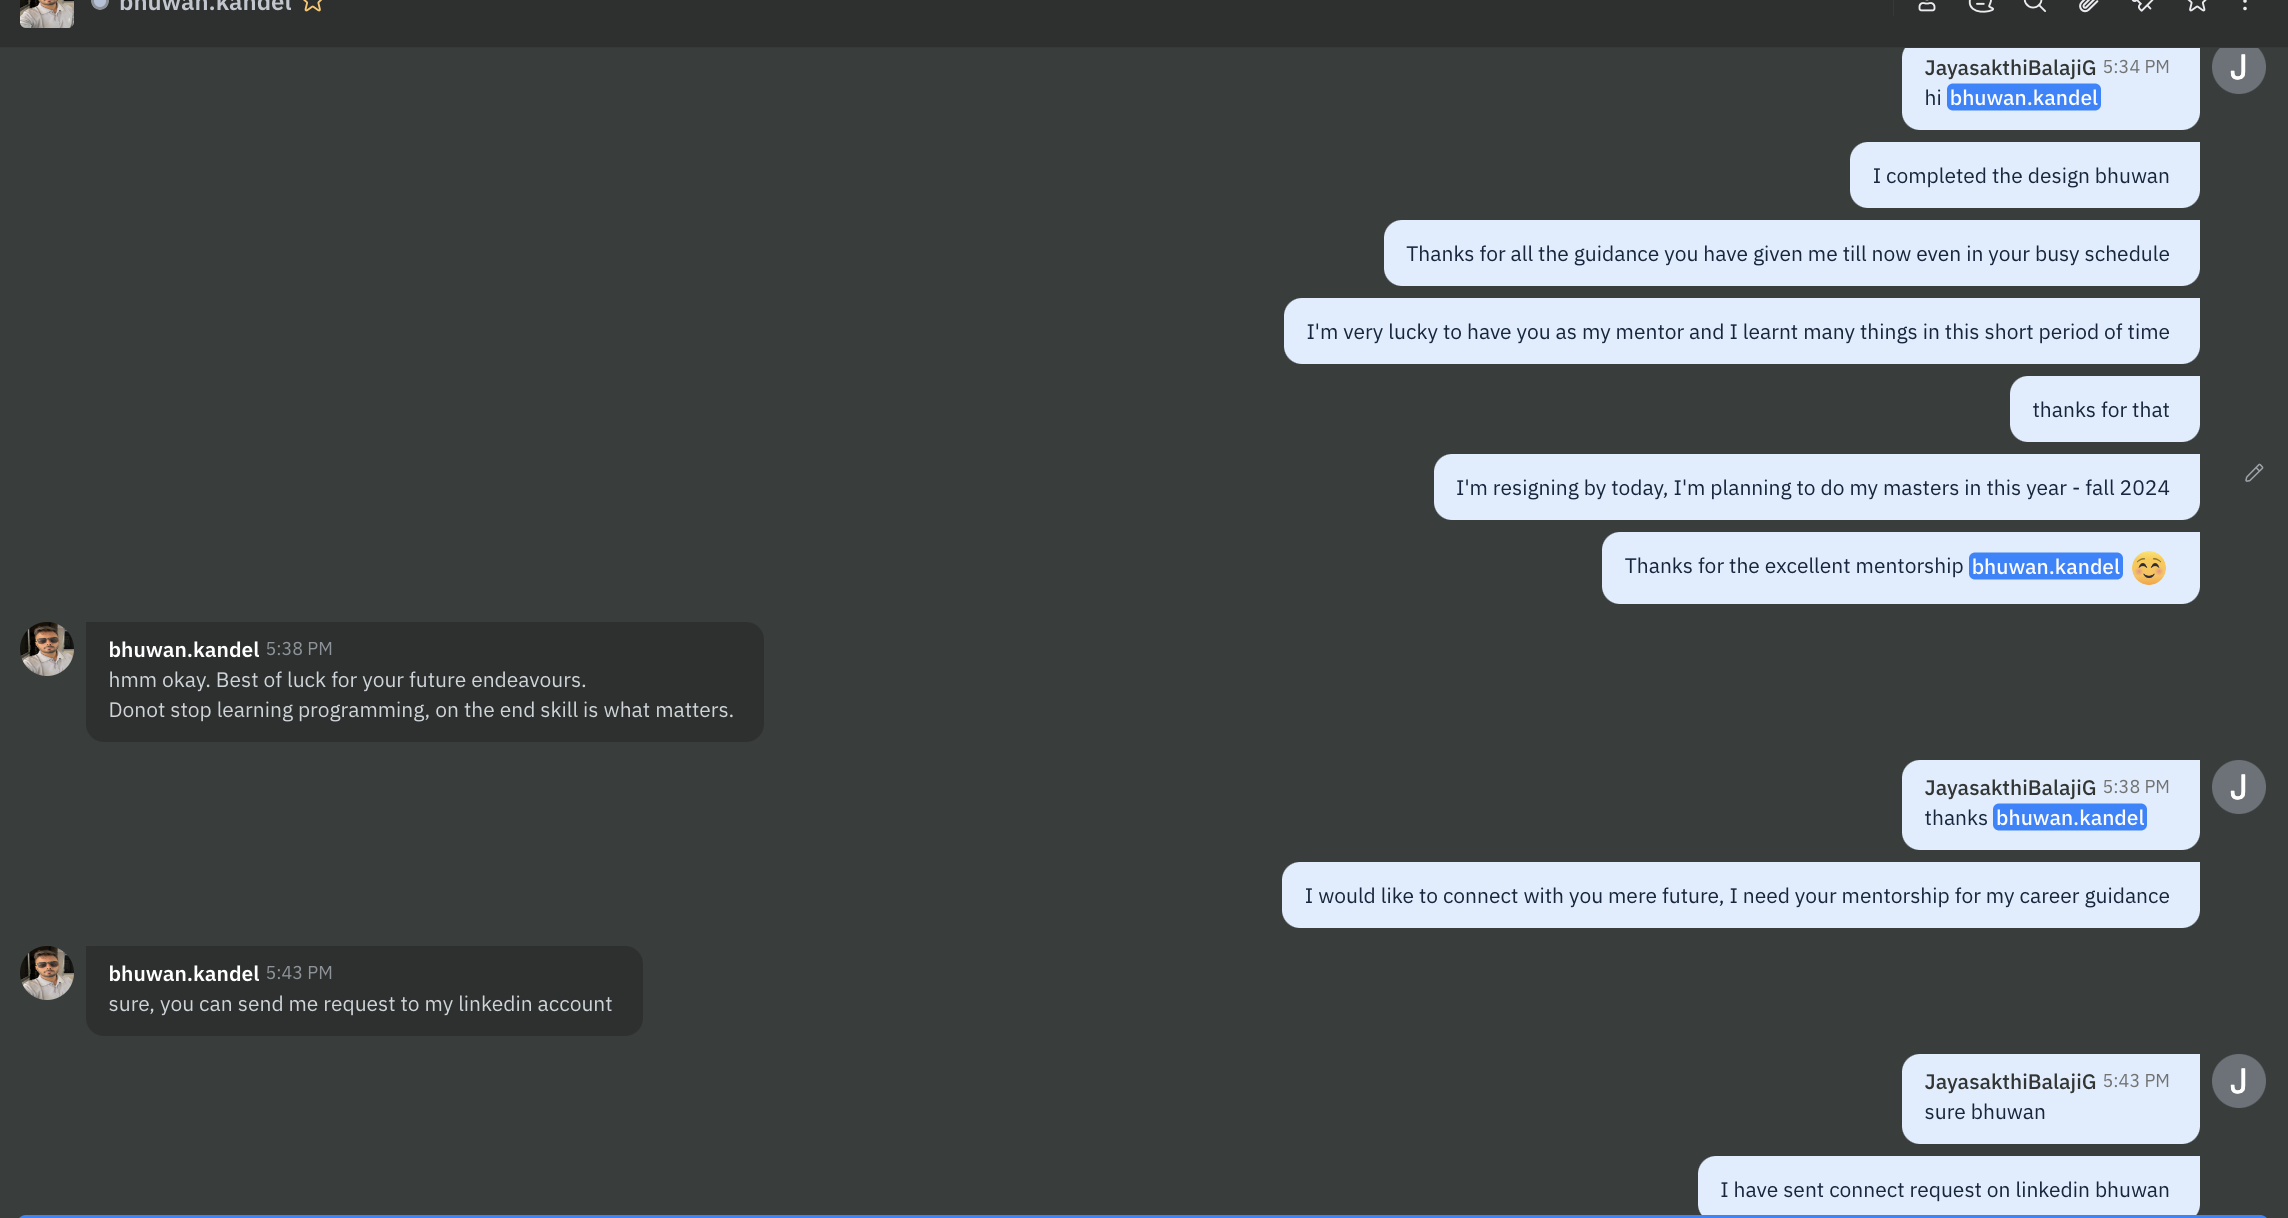 bhuwan.kandel
JayasakthiBalajiG 5:34 PM
J
hi bhuwan.kandel
I completed the design bhuwan
Thanks for all the guidance you have given me till now even in your busy schedule
I'm very lucky to have you as my mentor and I learnt many things in this short period of time
thanks for that
I'm resigning by today, I'm planning to do my masters in this year - fall 2024
Thanks for the excellent mentorship bhuwan.kandel 😊
bhuwan.kandel 5:38 PM
hmm okay. Best of luck for your future endeavours.
Donot stop learning programming, on the end skill is what matters.
JayasakthiBalajiG 5:38 PM
J
thanks bhuwan.kandel
I would like to connect with you mere future, I need your mentorship for my career guidance
bhuwan.kandel 5:43 PM
sure, you can send me request to my linkedin account
JayasakthiBalajiG 5:43 PM
J
sure bhuwan
I have sent connect request on linkedin bhuwan